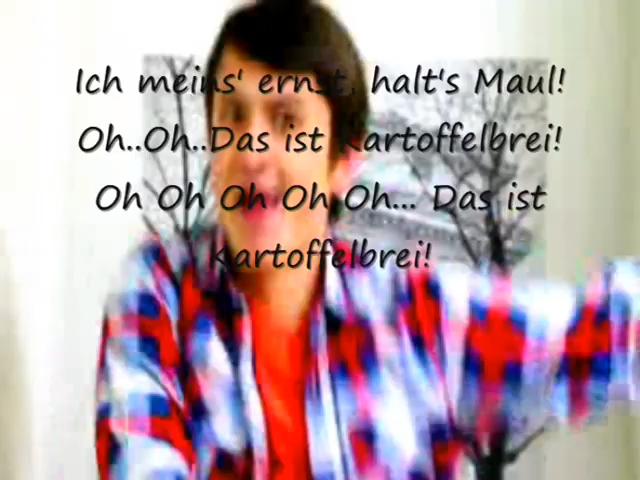 Ich meins' ernst, halt's Maul!
Oh..Oh..Das ist Kartoffelbrei!
Oh Oh Oh Oh Oh... Das ist
Kartoffelbrei!